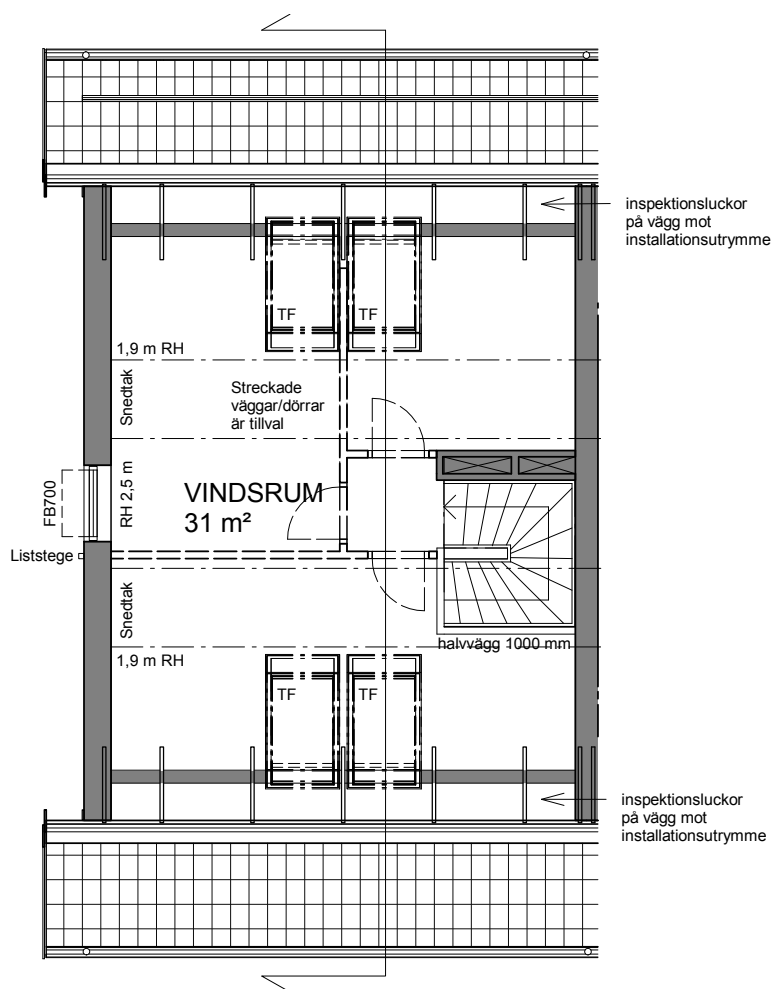 inspektionsluckor
på vägg mot
installationsutrymme
TF
TF
1,9 m RH
Snedtak
Streckade
väggar/dörrar
är tillval
FB700
RH 2,5 m
VINDSRUM
31 m²
Liststege
Snedtak
halvvägg 1000 mm
1,9 m RH
TF
TF
inspektionsluckor
på vägg mot
installationsutrymme